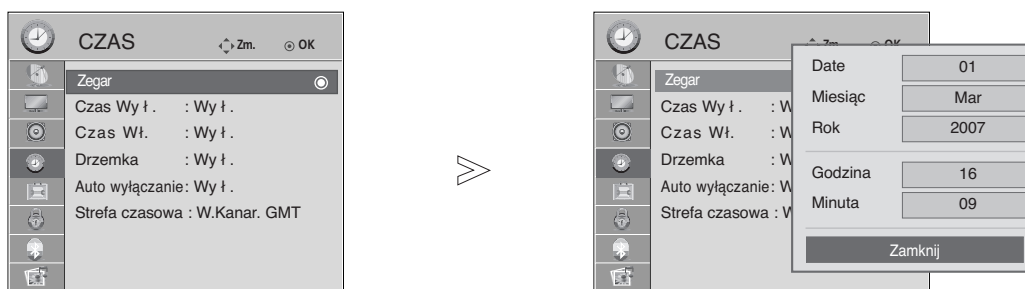 CZAS Zm. OK
Zegar
Czas Wył. : Wył.
Czas Wł. : Wył.
Drzemka : Wył.
Auto wyłączanie: Wył.
Strefa czasowa : W.Kanar. GMT
>
CZAS Zm. OK
Zegar
Czas Wył. : W
Czas Wł. : W
Drzemka : W
Auto wyłączanie: W
Strefa czasowa : W
Date 01
Miesiąc Mar
Rok 2007
Godzina 16
Minuta 09
Zamknij